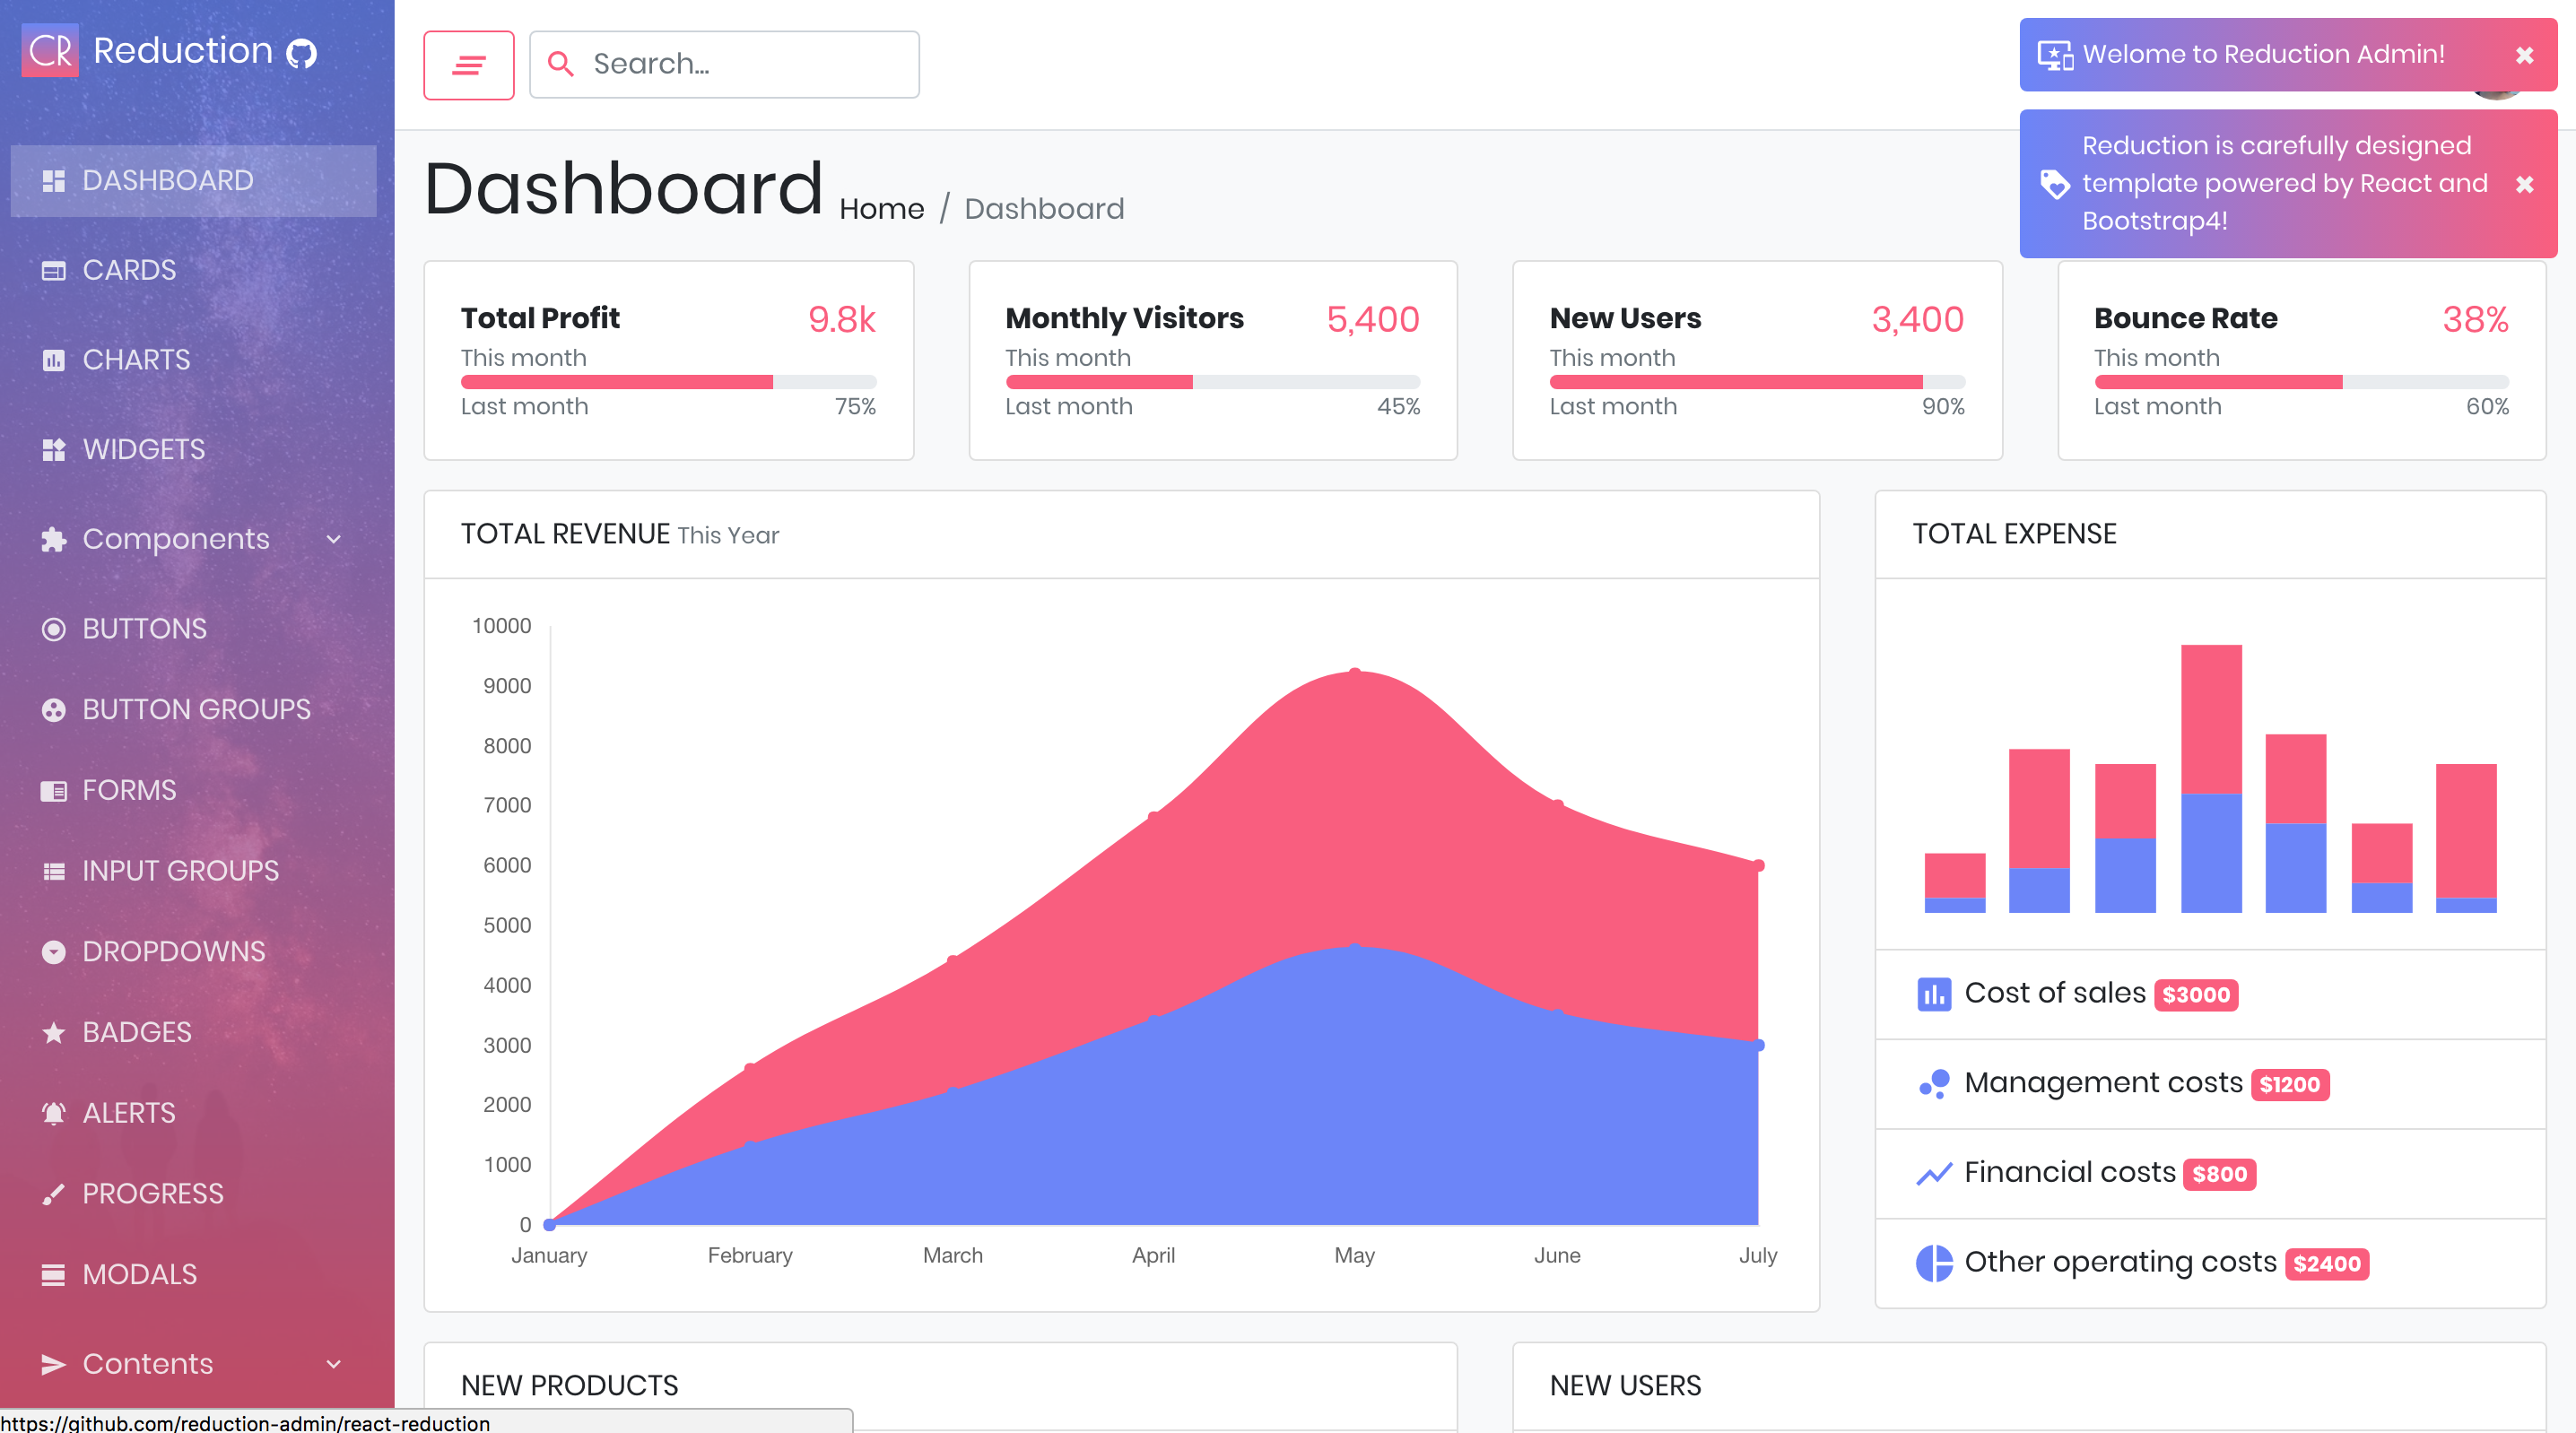 CR Reduction
DASHBOARD
CARDS
CHARTS
WIDGETS
Components
BUTTONS
BUTTON GROUPS
FORMS
INPUT GROUPS
DROPDOWNS
BADGES
ALERTS
PROGRESS
MODALS
Contents
https://github.com/reduction-admin/react-reduction
Search...
Welome to Reduction Admin!
Reduction is carefully designed
template powered by React and
Bootstrap4!
Dashboard Home / Dashboard
Total Profit 9.8k
This month
Last month 75%
Monthly Visitors 5,400
This month
Last month 45%
New Users 3,400
This month
Last month 90%
Bounce Rate 38%
This month
Last month 60%
TOTAL REVENUE This Year
10000
9000
8000
7000
6000
5000
4000
3000
2000
1000
0
January February March April May June July
TOTAL EXPENSE
Cost of sales $3000
Management costs $1200
Financial costs $800
Other operating costs $2400
NEW PRODUCTS
NEW USERS